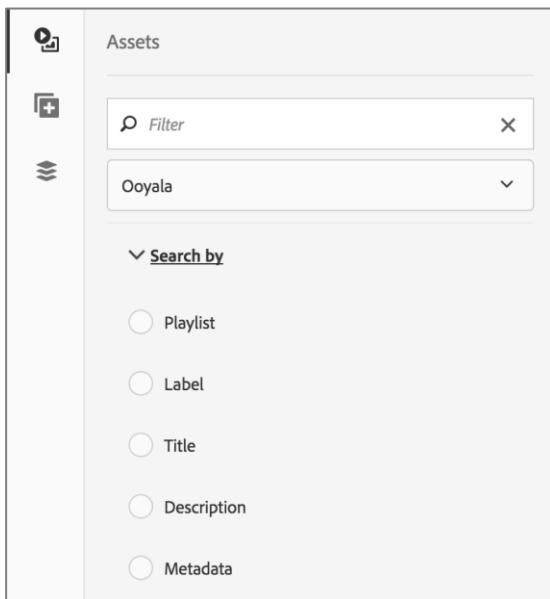 Assets
Filter
Ooyala
Search by
Playlist
Label
Title
Description
Metadata